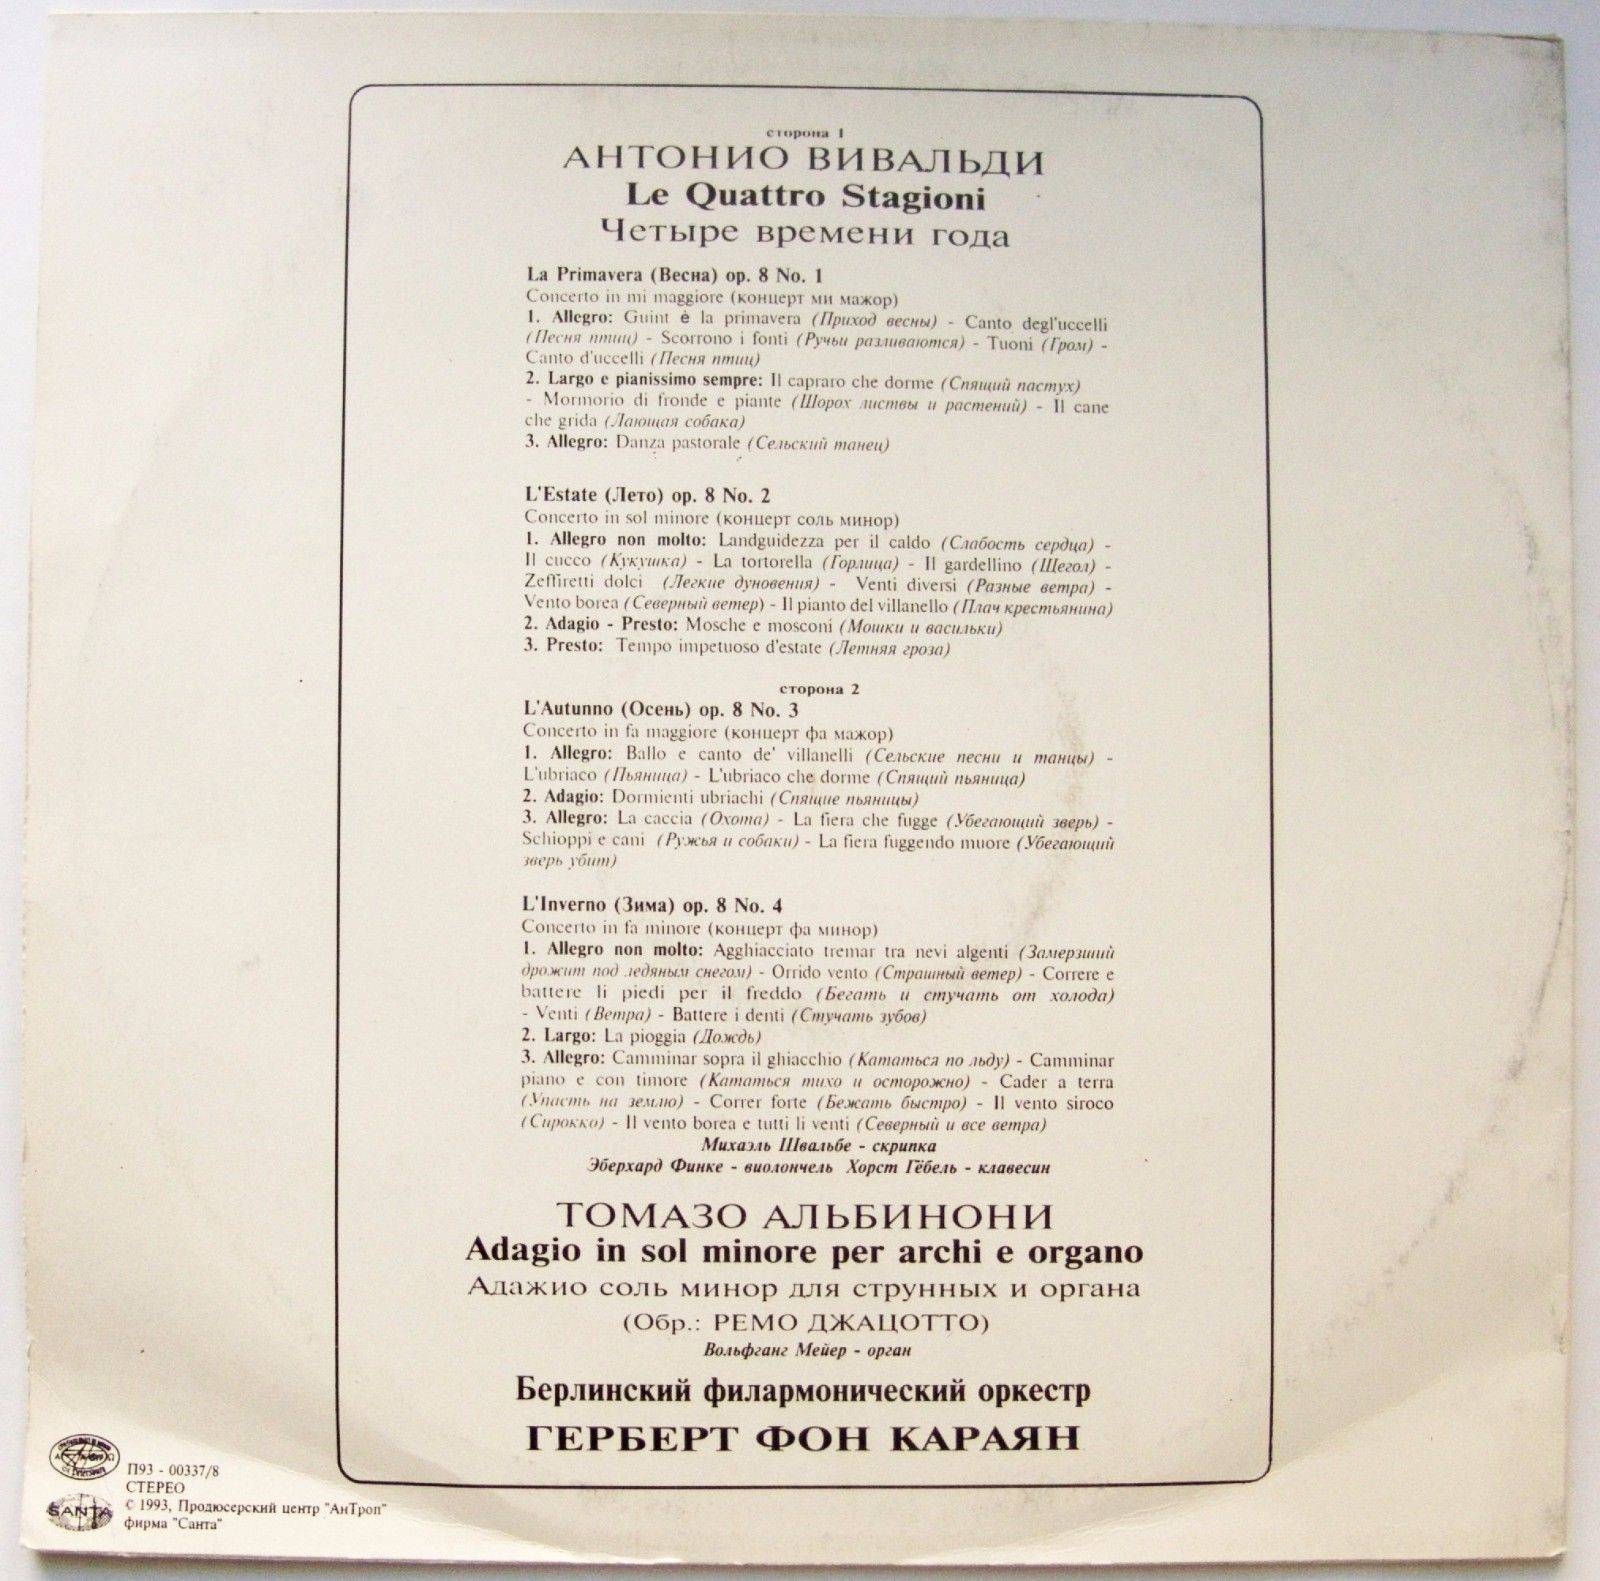 сторона 1
АНТОНИО ВИВАЛЬДИ
Le Quattro Stagioni
Четыре времени года
La Primavera (Весна) op. 8 No. 1
Concerto in mi maggiore (концерт ми мажор)
1. Allegro: Guint è la primavera (Приход весны) - Canto degl'uccelli
(Песня птиц) - Scorrono i fonti (Ручьи разливаются) - Tuoni (Гром) -
Canto d'uccelli (Песня птиц)
2. Largo e pianissimo sempre: Il capraro che dorme (Спящий пастух)
- Mormorio di fronde e piante (Шорох листвы и растений) - Il cane
che grida (Лающая собака)
3. Allegro: Danza pastorale (Сельский танец)
L'Estate (Лето) op. 8 No. 2
Concerto in sol minore (концерт соль минор)
1. Allegro non molto: Landguidezza per il caldo (Слабость сердца) -
Il cucco (Кукушка) - La tortorella (Горлица) - Il gardellino (Щегол) -
Zeffiretti dolci (Легкие дуновения) - Venti diversi (Разные ветра) -
Vento borea (Северный ветер) - Il pianto del villanello (Плач крестьянина)
2. Adagio - Presto: Mosche e mosconi (Мошки и васильки)
3. Presto: Tempo impetuoso d'estate (Летняя гроза)
сторона 2
L'Autunno (Осень) op. 8 No. 3
Concerto in fa maggiore (концерт фа мажор)
1. Allegro: Ballo e canto de' villanelli (Сельские песни и танцы) -
L'ubriaco (Пьяница) - L'ubriaco che dorme (Спящий пьяница)
2. Adagio: Dormienti ubriachi (Спящие пьяницы)
3. Allegro: La caccia (Охота) - La fiera che fugge (Убегающий зверь) -
Schioppi e cani (Ружья и собаки) - La fiera fuggendo muore (Убегающий
зверь убит)
L'Inverno (Зима) op. 8 No. 4
Concerto in fa minore (концерт фа минор)
1. Allegro non molto: Agghiacciato tremar tra nevi algenti (Замерзший
дрожит под ледяным снегом) - Orrido vento (Страшный ветер) - Correre e
battere li piedi per il freddo (Бегать и стучать от холода)
- Venti (Ветра) - Battere i denti (Стучать зубов)
2. Largo: La pioggia (Дождь)
3. Allegro: Camminar sopra il ghiacchio (Кататься по льду) - Camminar
piano e con timore (Кататься тихо и осторожно) - Cader a terra
(Упасть на землю) - Correr forte (Бежать быстро) - Il vento siroco
(Сирокко) - Il vento borea e tutti li venti (Северный и все ветра)
Михаэль Швальбе - скрипка
Эберхард Финке - виолончель Хорст Гёбель - клавесин
ТОМАЗО АЛЬБИНОНИ
Adagio in sol minore per archi e organo
Адажио соль минор для струнных и органа
(Обр.: РЕМО ДЖАЦОТТО)
Вольфганг Мейер - орган
Берлинский филармонический оркестр
ГЕРБЕРТ ФОН КАРАЯН
П93 - 00337/8
СТЕРЕО
© 1993, Продюсерский центр "АнТроп"
SANTA
фирма "Санта"